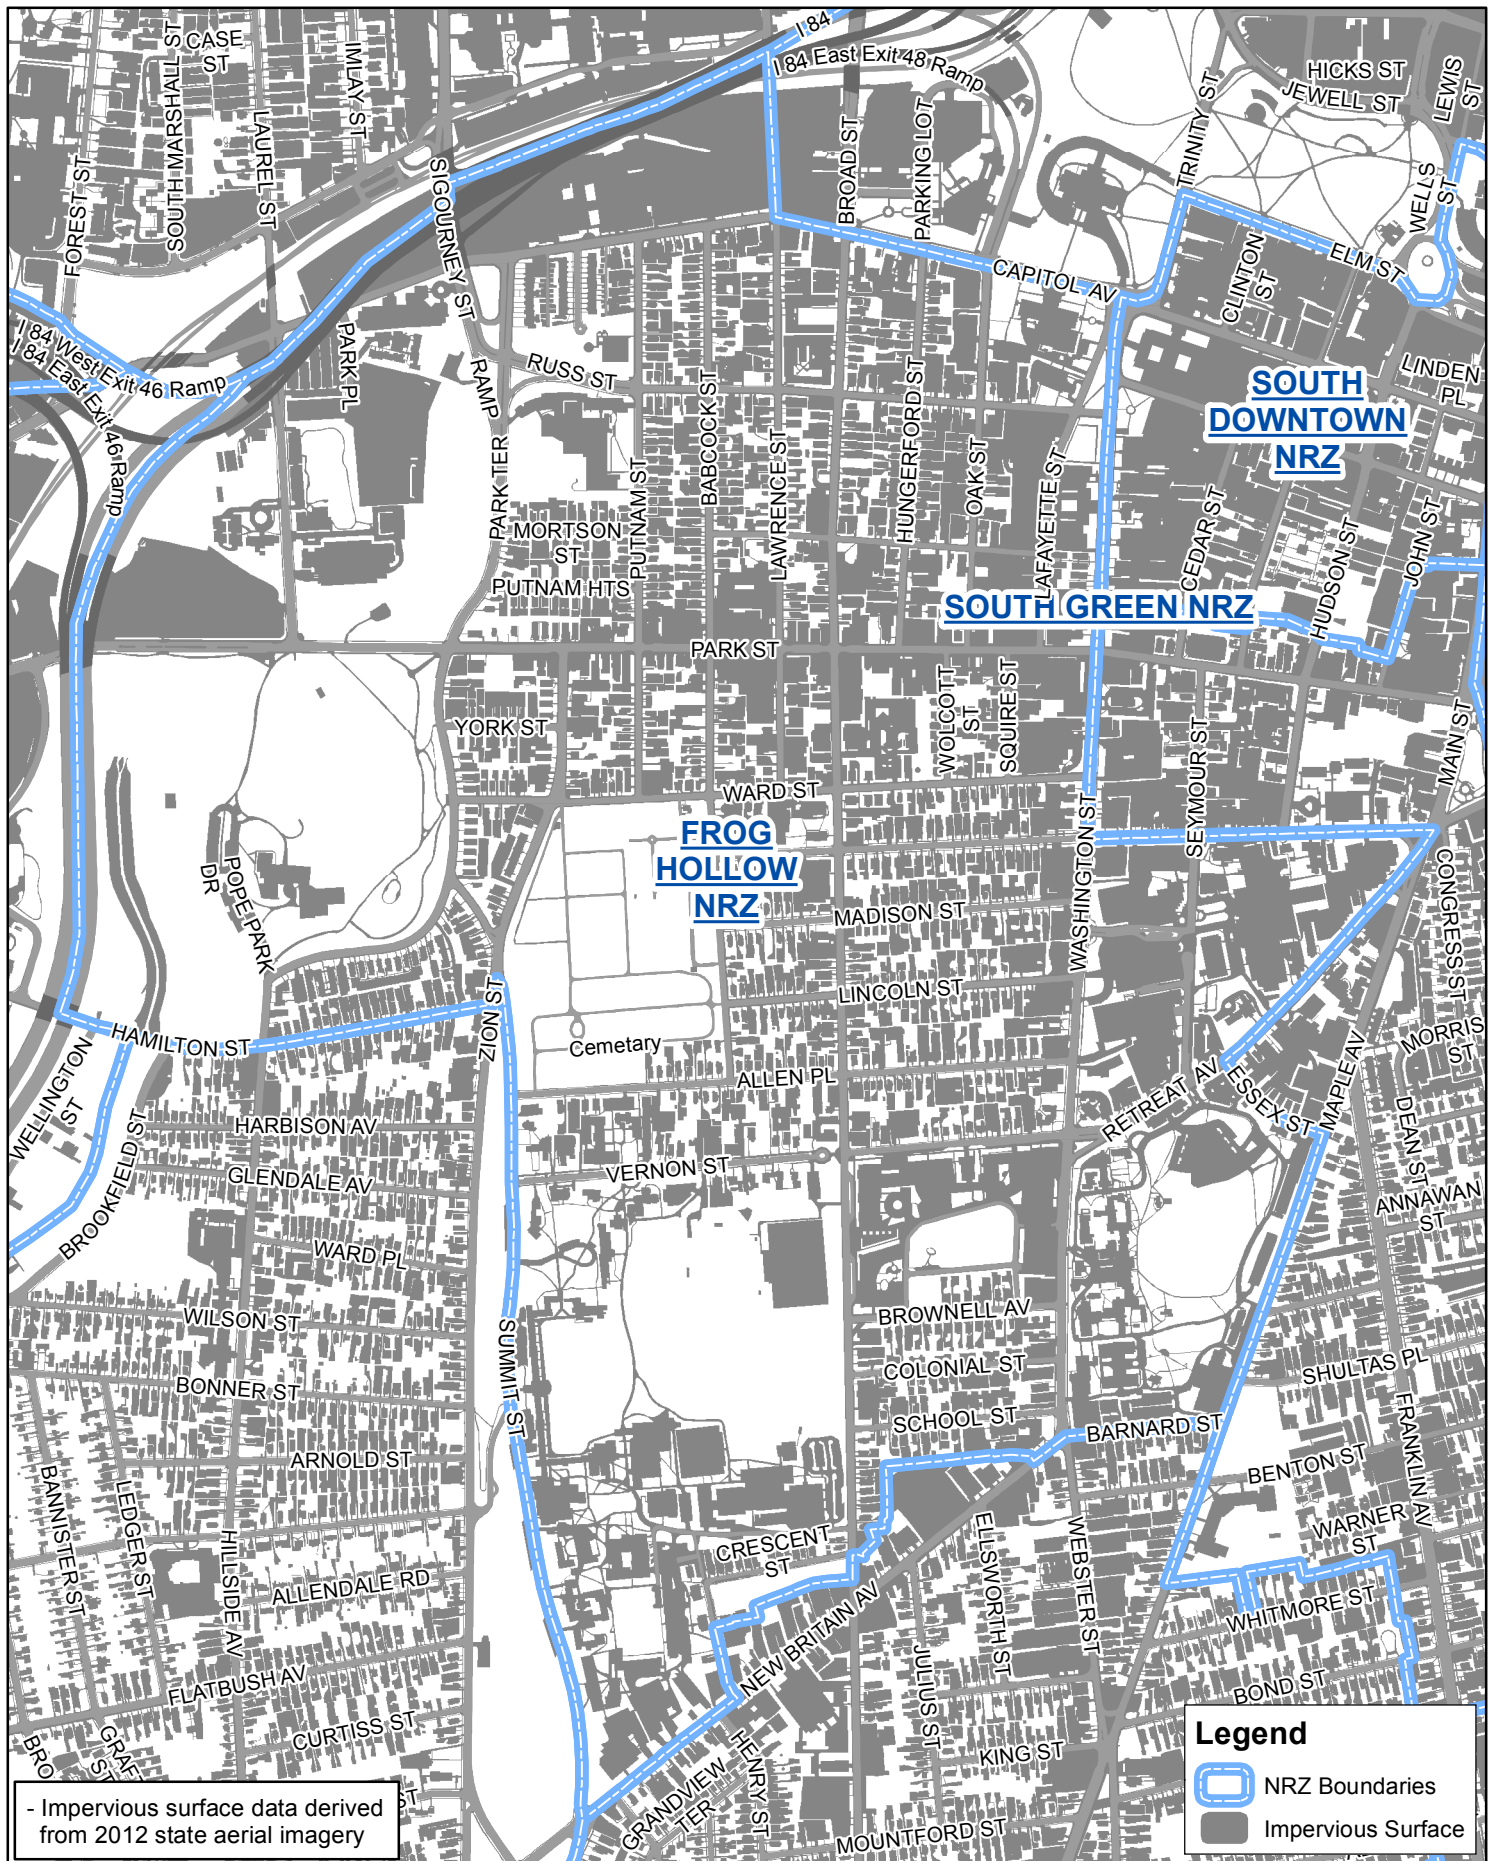 I 84
CASE
ST
SOUTH MARSHALL ST
IMLAY ST
I 84 East Exit 48 Ramp
HICKS ST
JEWELL ST
LEWIS
ST
TRINITY ST
LAUREL ST
FOREST ST
SIGOURNEY ST
BROAD ST
PARKING LOT
WELLS
ST
CAPITOL AV
CLINTON
ST
ELM ST
I 84 West Exit 46 Ramp
I 84 East Exit 46 Ramp
PARK PL
RAMP
RUSS ST
LINDEN
PL
SOUTH
DOWNTOWN
NRZ
BABCOCK ST
LAWRENCE ST
HUNGERFORD ST
OAK ST
LAFAYETTE ST
PARK TER
PUTNAM ST
MORTSON
ST
PUTNAM HTS
CEDAR ST
HUDSON ST
JOHN ST
SOUTH GREEN NRZ
PARK ST
YORK ST
WOLCOTT
ST
SQUIRE ST
SEYMOUR ST
MAIN ST
WARD ST
FROG
HOLLOW
NRZ
WASHINGTON ST
POPE PARK
DR
MADISON ST
CONGRESS ST
LINCOLN ST
ZION ST
HAMILTON ST
Cemetary
ALLEN PL
MORRIS
ST
MAPLE AV
RETREAT AV
ESSEX ST
WELLINGTON
ST
HARBISON AV
DEAN ST
BROOKFIELD ST
GLENDALE AV
VERNON ST
ANNAWAN
ST
WARD PL
WILSON ST
BROWNELL AV
SUMMIT ST
COLONIAL ST
SHULTAS PL
BONNER ST
SCHOOL ST
BARNARD ST
FRANKLIN AV
ARNOLD ST
BENTON ST
BANNISTER ST
LEDGER ST
HILLSIDE AV
CRESCENT
ST
ELLSWORTH ST
WEBSTER ST
WARNER
ST
ALLENDALE RD
WHITMORE ST
NEW BRITAIN AV
JULIUS ST
FLATBUSH AV
BOND ST
CURTISS ST
BRO
GRAF
ST
HENRY ST
KING ST
GRANDVIEW
TER
MOUNTFORD ST
ST
- Impervious surface data derived
from 2012 state aerial imagery
Legend
NRZ Boundaries
Impervious Surface